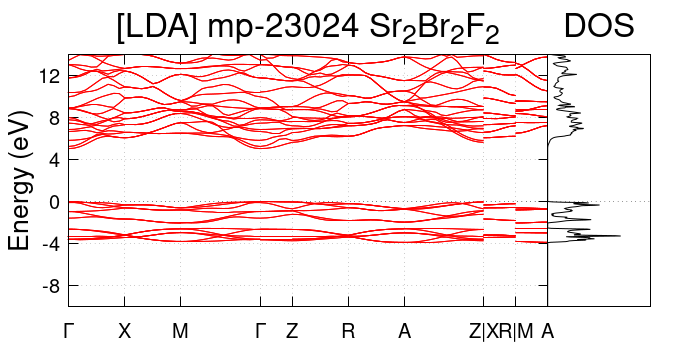 [LDA] mp-23024 Sr2Br2F2 DOS
Energy (eV)
12
8
4
0
-4
-8
Γ X M Γ Z R A Z|XR|M A